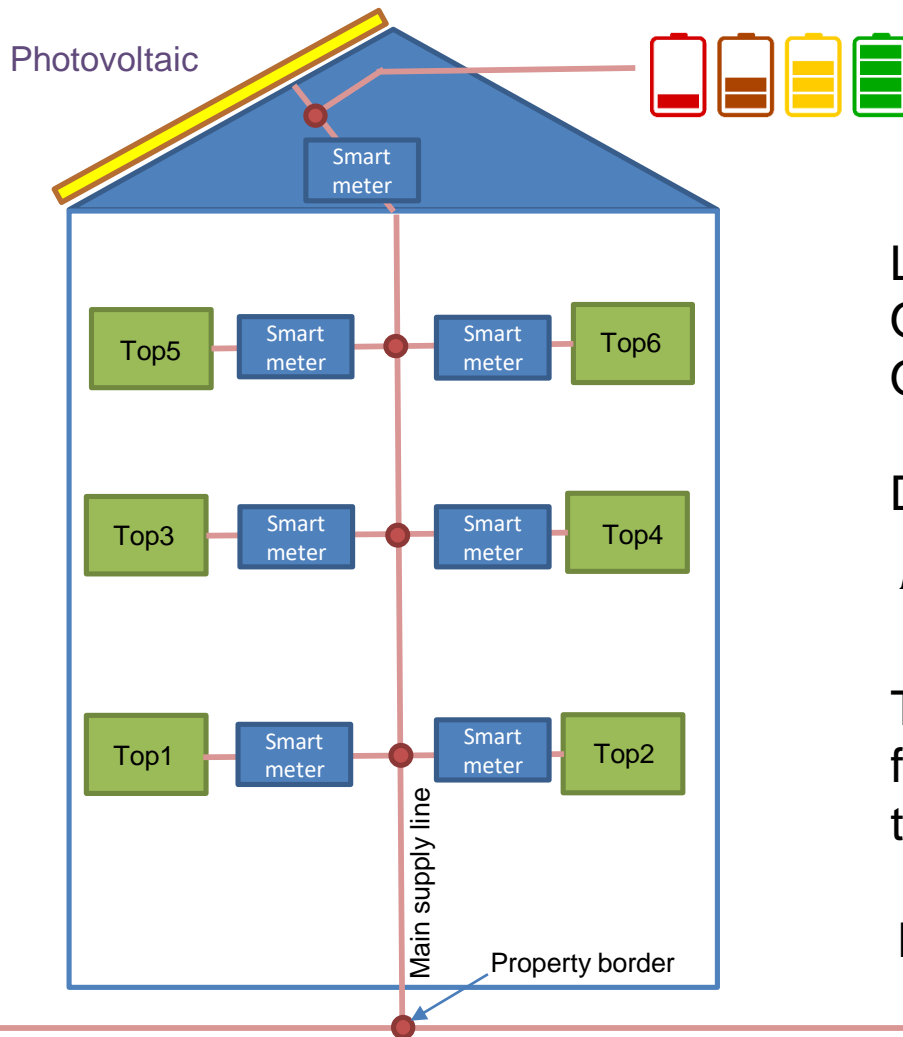 Photovoltaic
Smart
meter
Top5
Smart
meter
Smart
meter
Top6
Top3
Smart
meter
Smart
meter
Top4
Top1
Smart
meter
Smart
meter
Top2
Main supply line
Property border